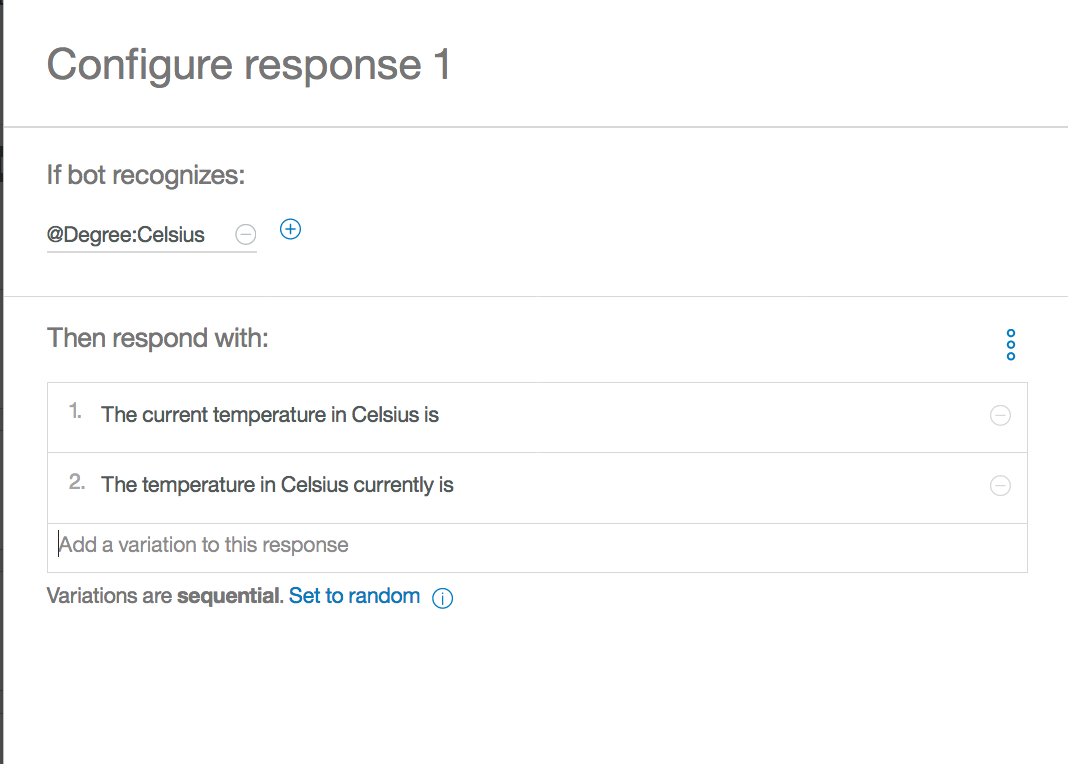 Configure response 1
If bot recognizes:
@Degree:Celsius
Then respond with:
1. The current temperature in Celsius is
2. The temperature in Celsius currently is
Add a variation to this response
Variations are sequential. Set to random